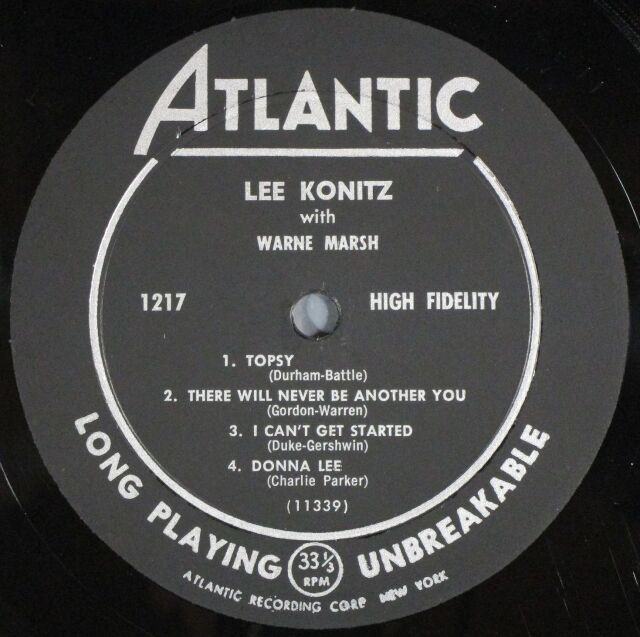 ATLANTIC
LEE KONITZ
with
WARNE MARSH
1217 HIGH FIDELITY
1. TOPSY
(Durham-Battle)
2. THERE WILL NEVER BE ANOTHER YOU
(Gordon-Warren)
3. I CAN'T GET STARTED
(Duke-Gershwin)
4. DONNA LEE
(Charlie Parker)
(11339)
LONG PLAYING 33 1/3 RPM UNBREAKABLE
ATLANTIC RECORDING CORP NEW YORK